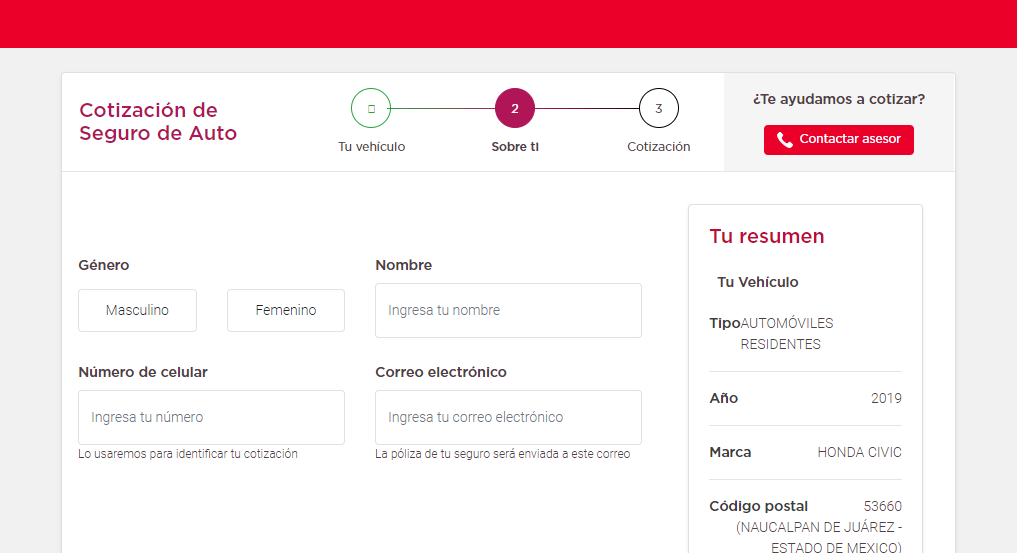 Cotización de
Seguro de Auto
2
3
Tu vehículo
Sobre ti
Cotización
¿Te ayudamos a cotizar?
Contactar asesor
Género
Masculino
Femenino
Nombre
Ingresa tu nombre
Número de celular
Ingresa tu número
Lo usaremos para identificar tu cotización
Correo electrónico
Ingresa tu correo electrónico
La póliza de tu seguro será enviada a este correo
Tu resumen
Tu Vehículo
Tipo AUTOMÓVILES
RESIDENTES
Año 2019
Marca HONDA CIVIC
Código postal 53660
(NAUCALPAN DE JUÁREZ -
ESTADO DE MEXICO)